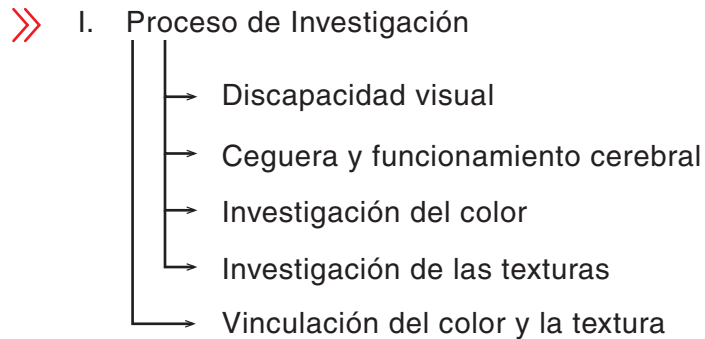 I. Proceso de Investigación
Discapacidad visual
Ceguera y funcionamiento cerebral
Investigación del color
Investigación de las texturas
Vinculación del color y la textura